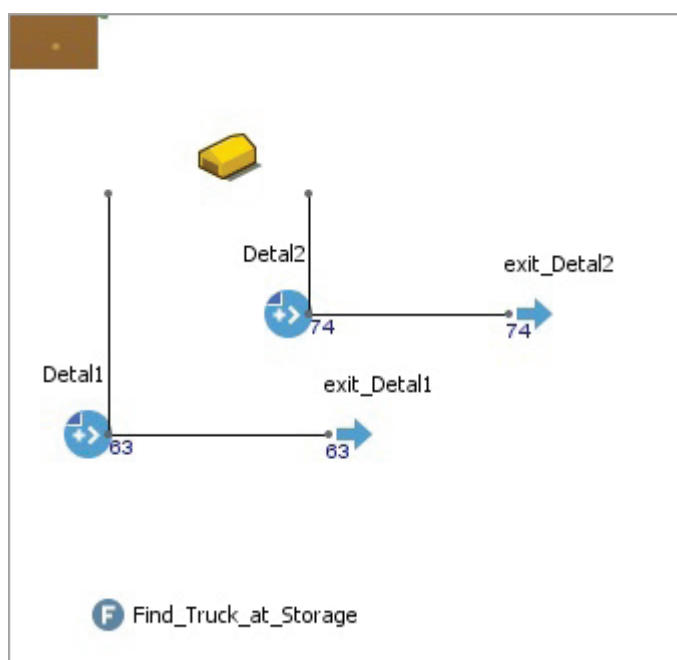 Detal2
exit_Detal2
74
74
Detal1
exit_Detal1
63
63
F Find_Truck_at_Storage